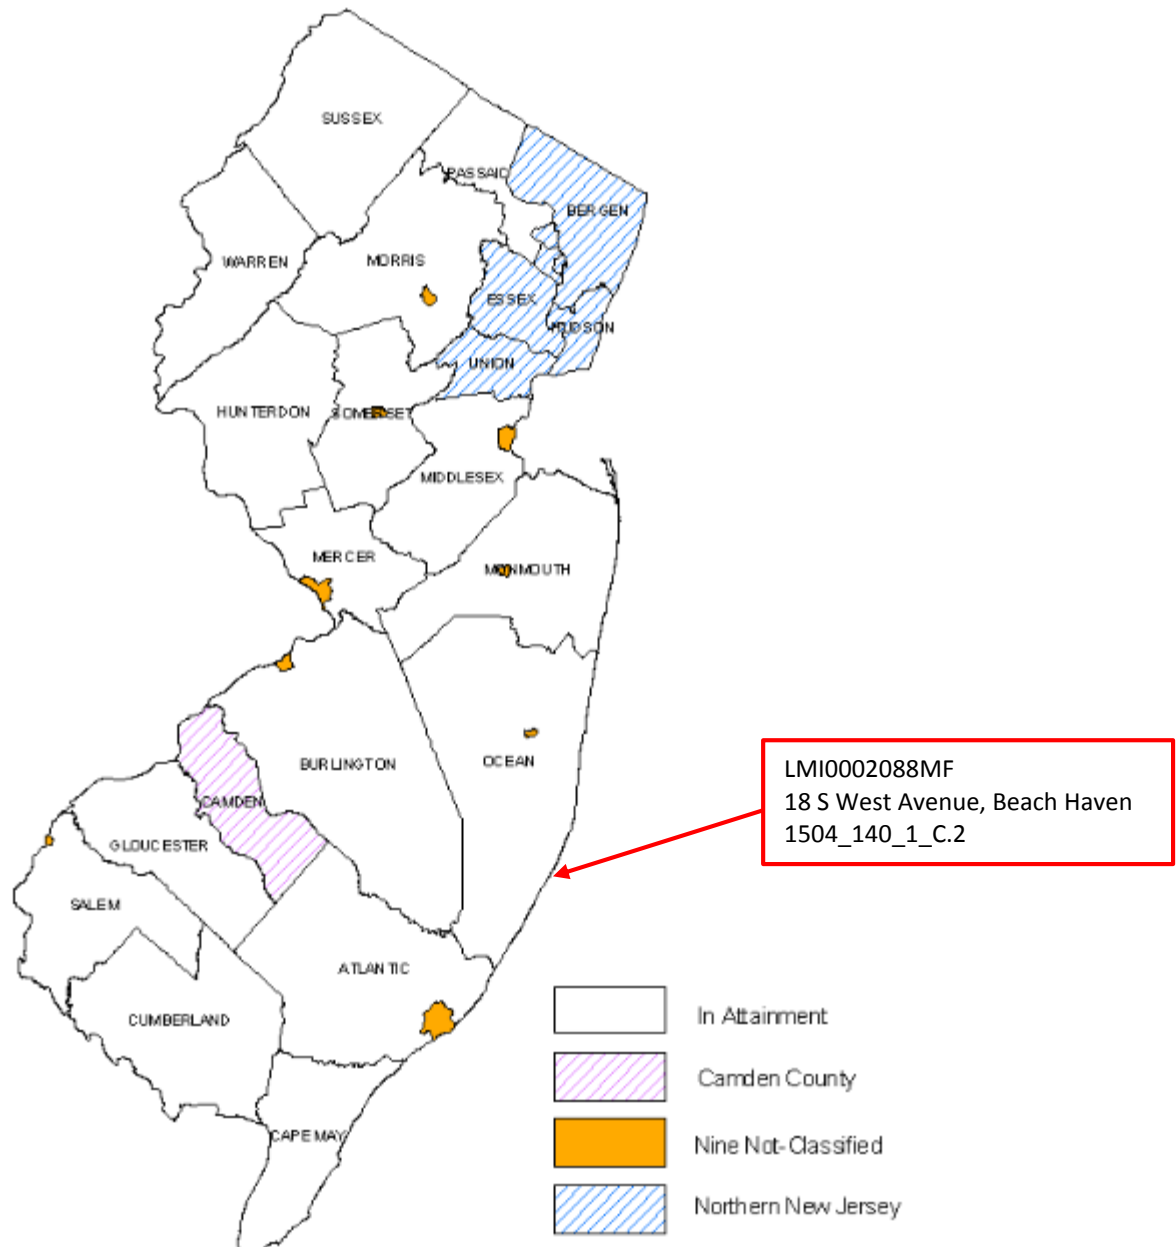 SUSSEX
PASSAIC
BERGEN
WARREN
MORRIS
ESSEX
HUDSON
UNION
HUNTERDON
SOMERSET
MIDDLESEX
MERCER
MONMOUTH
OCEAN
BURLINGTON
CAMDEN
GLOUCESTER
SALEM
ATLANTIC
CUMBERLAND
CAPE MAY
LMI0002088MF
18 S West Avenue, Beach Haven
1504_140_1_C.2
In Attainment
Camden County
Nine Not-Classified
Northern New Jersey